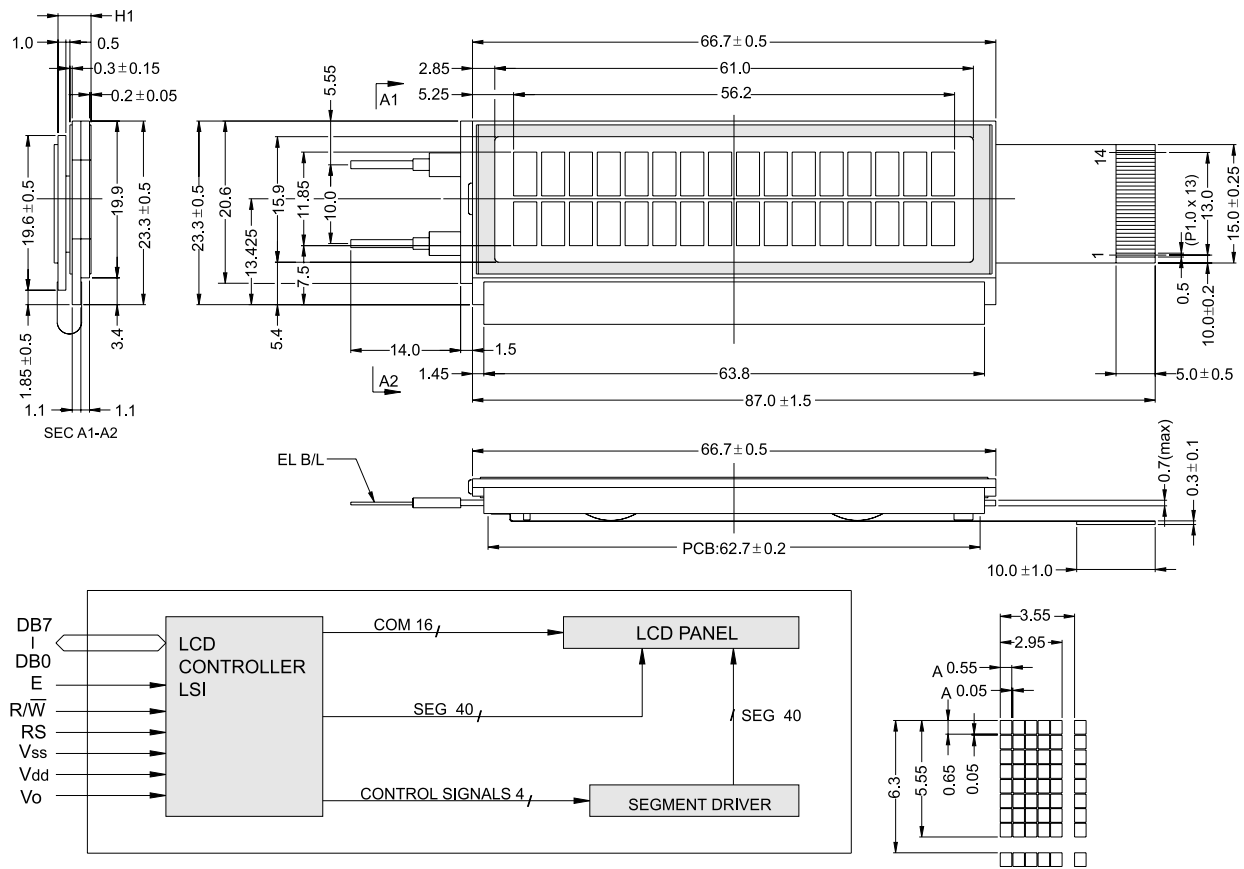 H1
1.0
0.5
0.3±0.15
0.2±0.05
19.6±0.5
19.9
23.3±0.5
1.85±0.5
3.4
1.1
1.1
SEC A1-A2
66.7±0.5
2.85
61.0
5.25
56.2
5.55
A1
23.3±0.5
20.6
13.425
15.9
11.85
10.0
7.5
5.4
14.0
1.5
A2
1.45
63.8
87.0±1.5
14
1
(P1.0 x 13)
13.0
15.0±0.25
0.5
10.0±0.2
5.0±0.5
66.7±0.5
EL B/L
0.7(max)
0.3±0.1
PCB:62.7±0.2
10.0±1.0
DB7
DB0
E
R/W̅
RS
Vss
Vdd
Vo
LCD
CONTROLLER
LSI
COM 16
LCD PANEL
SEG 40
SEG 40
CONTROL SIGNALS 4
SEGMENT DRIVER
3.55
2.95
A 0.55
A 0.05
6.3
5.55
0.65
0.05